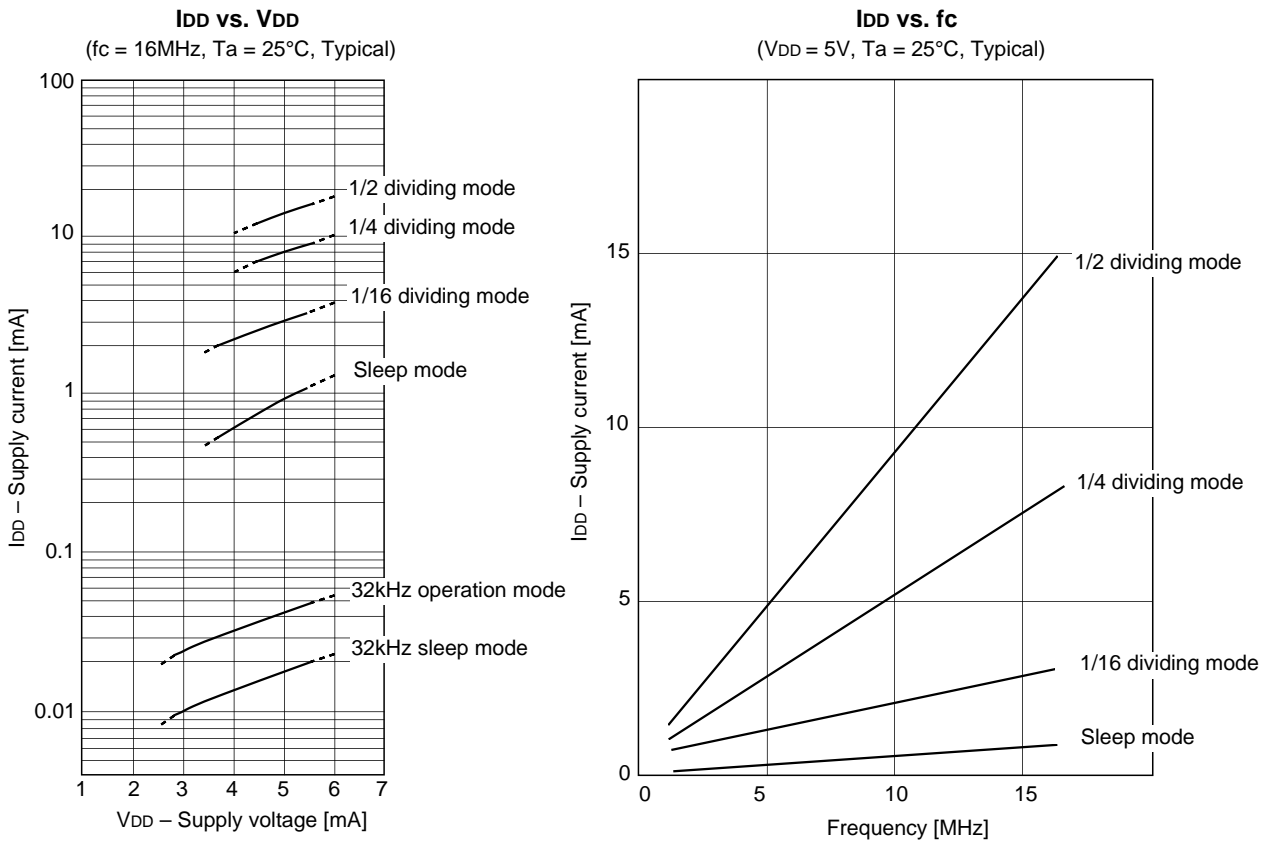 IDD vs. VDD
(fc = 16MHz, Ta = 25°C, Typical)
100
10
1
0.1
0.01
1 2 3 4 5 6 7
IDD – Supply current [mA]
VDD – Supply voltage [mA]
1/2 dividing mode
1/4 dividing mode
1/16 dividing mode
Sleep mode
32kHz operation mode
32kHz sleep mode
IDD vs. fc
(VDD = 5V, Ta = 25°C, Typical)
15
10
5
0
0 5 10 15
IDD – Supply current [mA]
Frequency [MHz]
1/2 dividing mode
1/4 dividing mode
1/16 dividing mode
Sleep mode